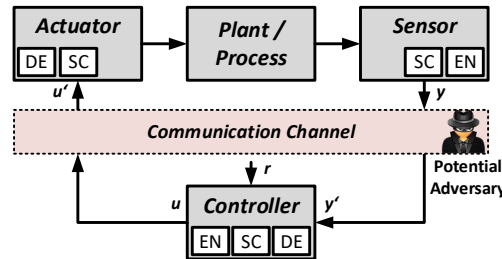 Actuator
DE SC
Plant /
Process
Sensor
SC EN
u‘
y
Communication Channel
Potential
Adversary
r
u
y‘
Controller
EN SC DE